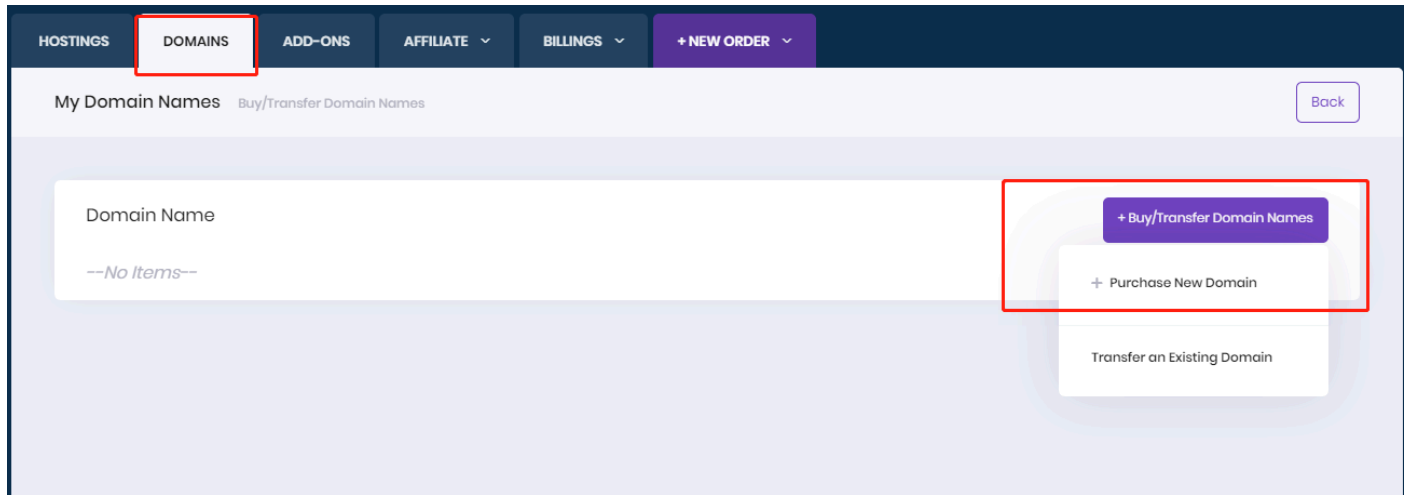 HOSTINGS DOMAINS ADD-ONS AFFILIATE BILLINGS + NEW ORDER
My Domain Names Buy/Transfer Domain Names Back
Domain Name
+ Buy/Transfer Domain Names
--No Items--
+ Purchase New Domain
Transfer an Existing Domain